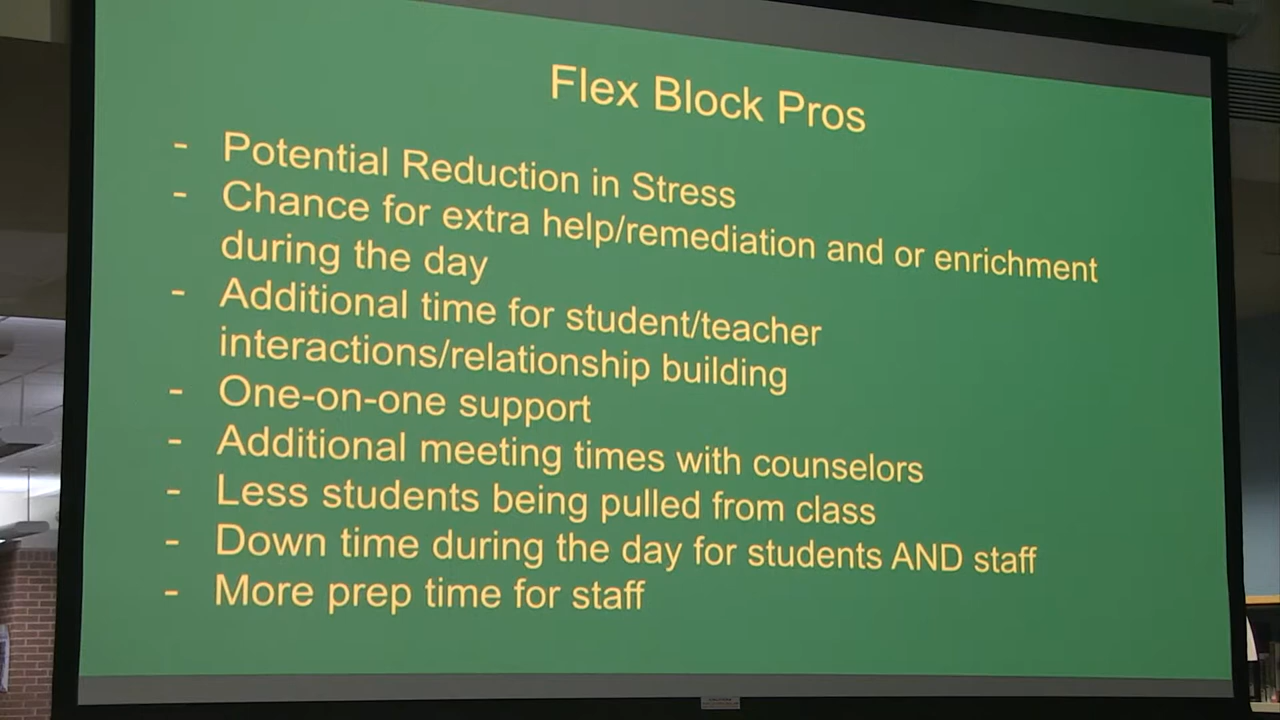 Flex Block Pros
- Potential Reduction in Stress
- Chance for extra help/remediation and or enrichment
during the day
- Additional time for student/teacher
interactions/relationship building
- One-on-one support
- Additional meeting times with counselors
- Less students being pulled from class
- Down time during the day for students AND staff
- More prep time for staff